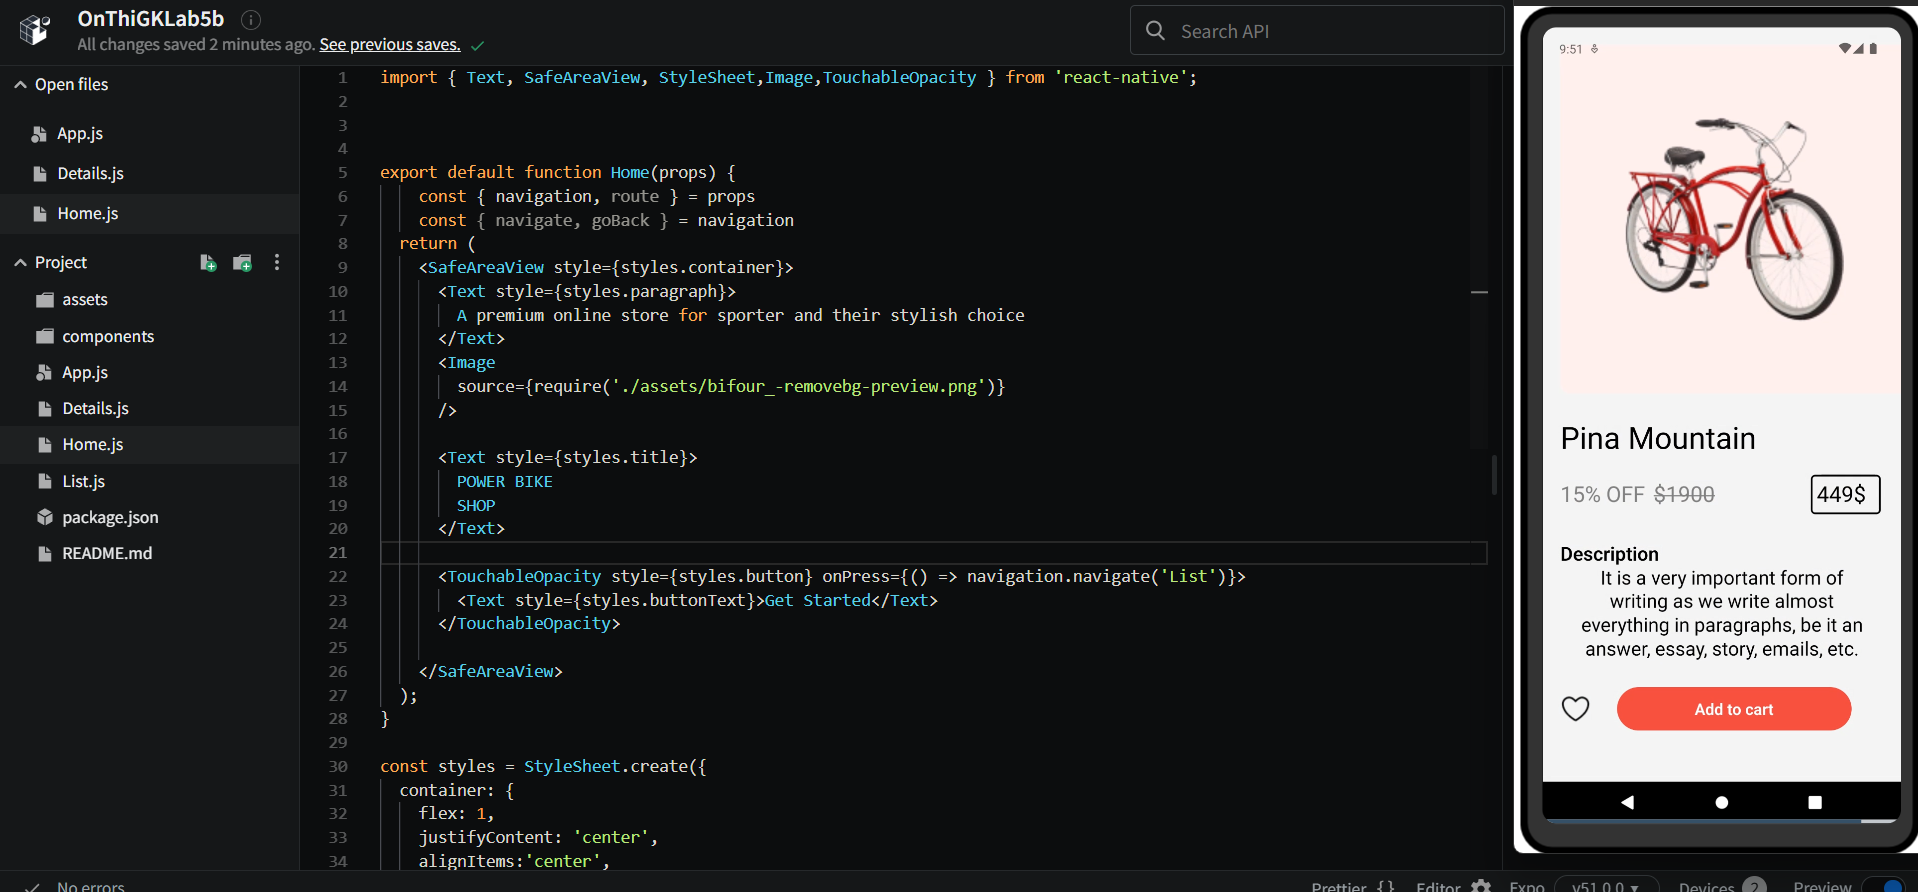 OnThiGKLab5b
All changes saved 2 minutes ago. See previous saves.
Search API
Open files
App.js
Details.js
Home.js
Project
assets
components
App.js
Details.js
Home.js
List.js
package.json
README.md
1 import { Text, SafeAreaView, StyleSheet,Image,TouchableOpacity } from 'react-native';
2
3
4
5 export default function Home(props) {
6 const { navigation, route } = props
7 const { navigate, goBack } = navigation
8 return (
9 <SafeAreaView style={styles.container}>
10 <Text style={styles.paragraph}>
11 A premium online store for sporter and their stylish choice
12 </Text>
13 <Image
14 source={require('./assets/bifour_-removebg-preview.png')}
15 />
16
17 <Text style={styles.title}>
18 POWER BIKE
19 SHOP
20 </Text>
21
22 <TouchableOpacity style={styles.button} onPress={() => navigation.navigate('List')}>
23 <Text style={styles.buttonText}>Get Started</Text>
24 </TouchableOpacity>
25
26 </SafeAreaView>
27 );
28 }
29
30 const styles = StyleSheet.create({
31 container: {
32 flex: 1,
33 justifyContent: 'center',
34 alignItems:'center',
9:51
Pina Mountain
15% OFF $1900
449$
Description
It is a very important form of
writing as we write almost
everything in paragraphs, be it an
answer, essay, story, emails, etc.
Add to cart
No errors
Prettier {} Editor Expo v51.0.0 Devices 2 Preview